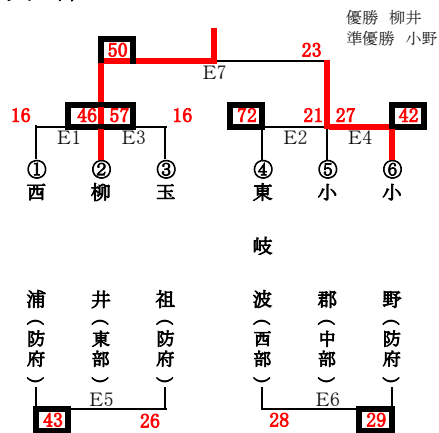 優勝 柳井
準優勝 小野
50
23
E7
16
46
57
16
72
21
27
42
E1
E3
E2
E4
①
②
③
④
⑤
⑥
西浦（防府）
柳井（東部）
玉祖（防府）
東岐波（西部）
小郡（中部）
小野（防府）
E5
E6
43
26
28
29